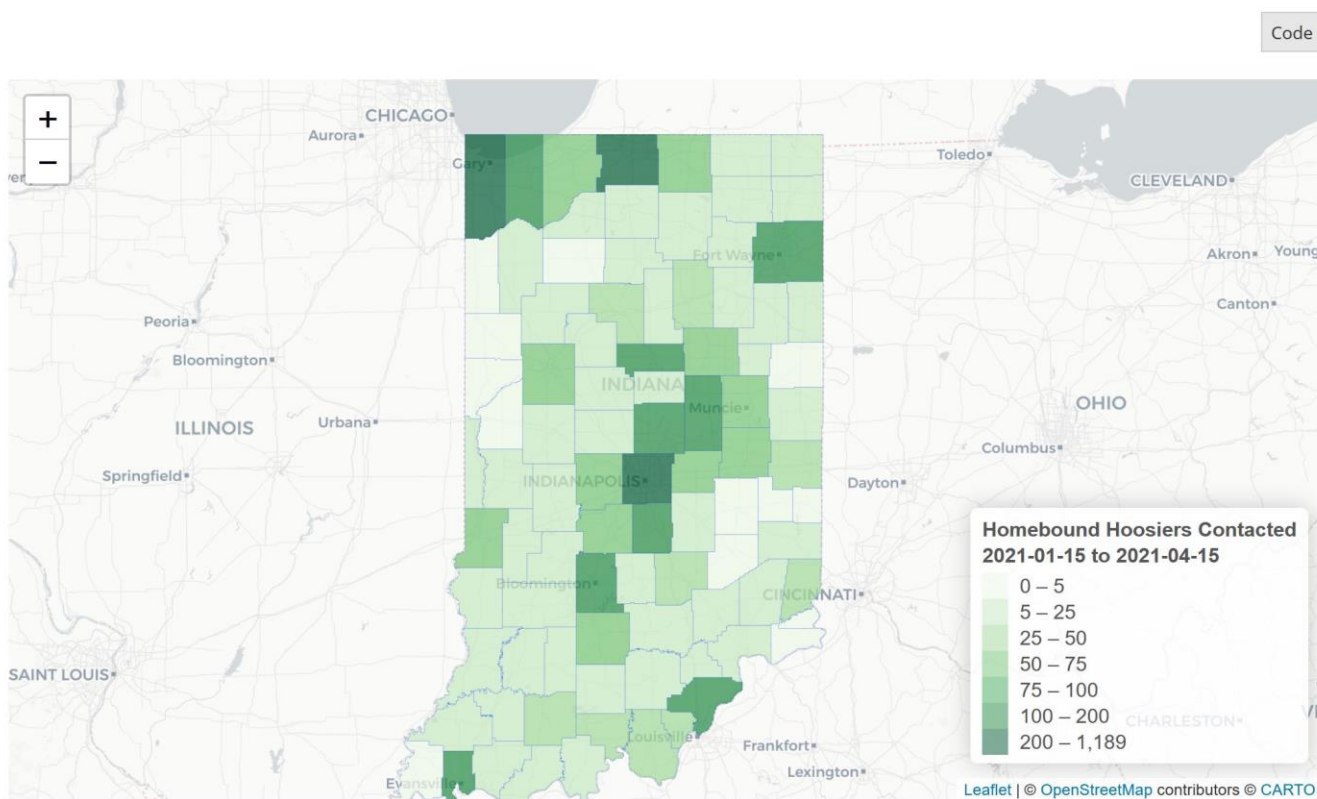 Code
+
−
CHICAGO
Aurora
Gary
Toledo
CLEVELAND
Fort Wayne
Akron
Young
Canton
Peoria
Bloomington
INDIANA
OHIO
ILLINOIS
Urbana
Muncie
Columbus
Springfield
INDIANAPOLIS
Dayton
Homebound Hoosiers Contacted
2021-01-15 to 2021-04-15
0 – 5
5 – 25
25 – 50
50 – 75
75 – 100
100 – 200
200 – 1,189
Bloomington
CINCINNATI
SAINT LOUIS
CHARLESTON
Louisville
Frankfort
Lexington
Evansville
Leaflet | © OpenStreetMap contributors © CARTO